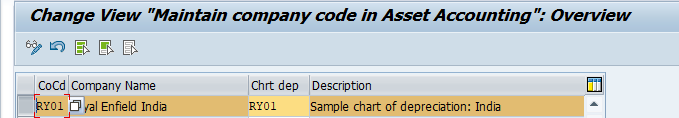 Change View "Maintain company code in Asset Accounting": Overview
CoCd Company Name Chrt dep Description
RY01 yal Enfield India RY01 Sample chart of depreciation: India